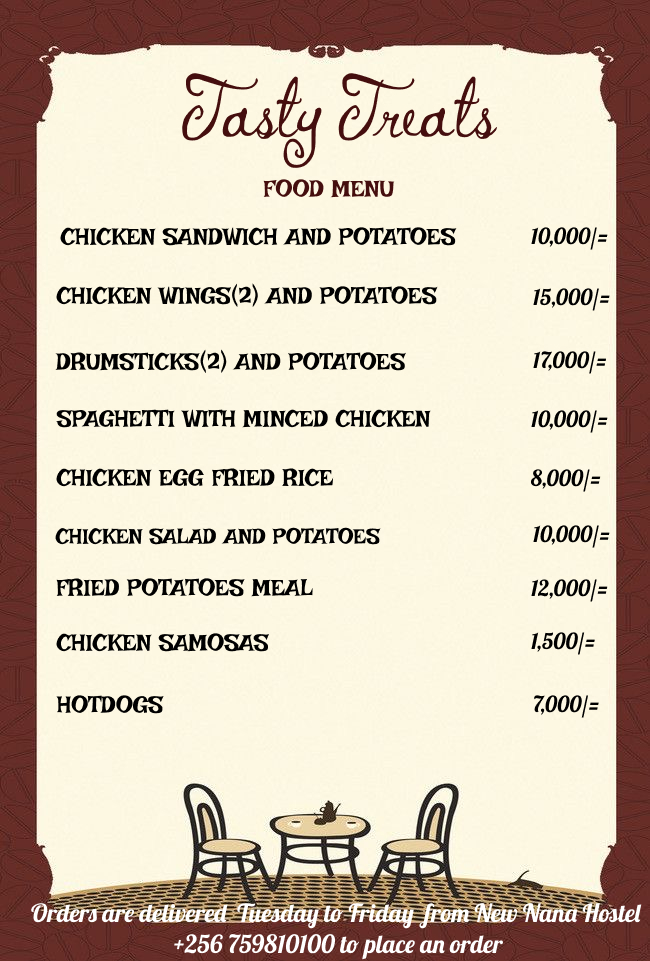 Tasty Treats
FOOD MENU
CHICKEN SANDWICH AND POTATOES 10,000/=
CHICKEN WINGS(2) AND POTATOES 15,000/=
DRUMSTICKS(2) AND POTATOES 17,000/=
SPAGHETTI WITH MINCED CHICKEN 10,000/=
CHICKEN EGG FRIED RICE 8,000/=
CHICKEN SALAD AND POTATOES 10,000/=
FRIED POTATOES MEAL 12,000/=
CHICKEN SAMOSAS 1,500/=
HOTDOGS 7,000/=
Orders are delivered Tuesday to Friday from New Nana Hostel
+256 759810100 to place an order